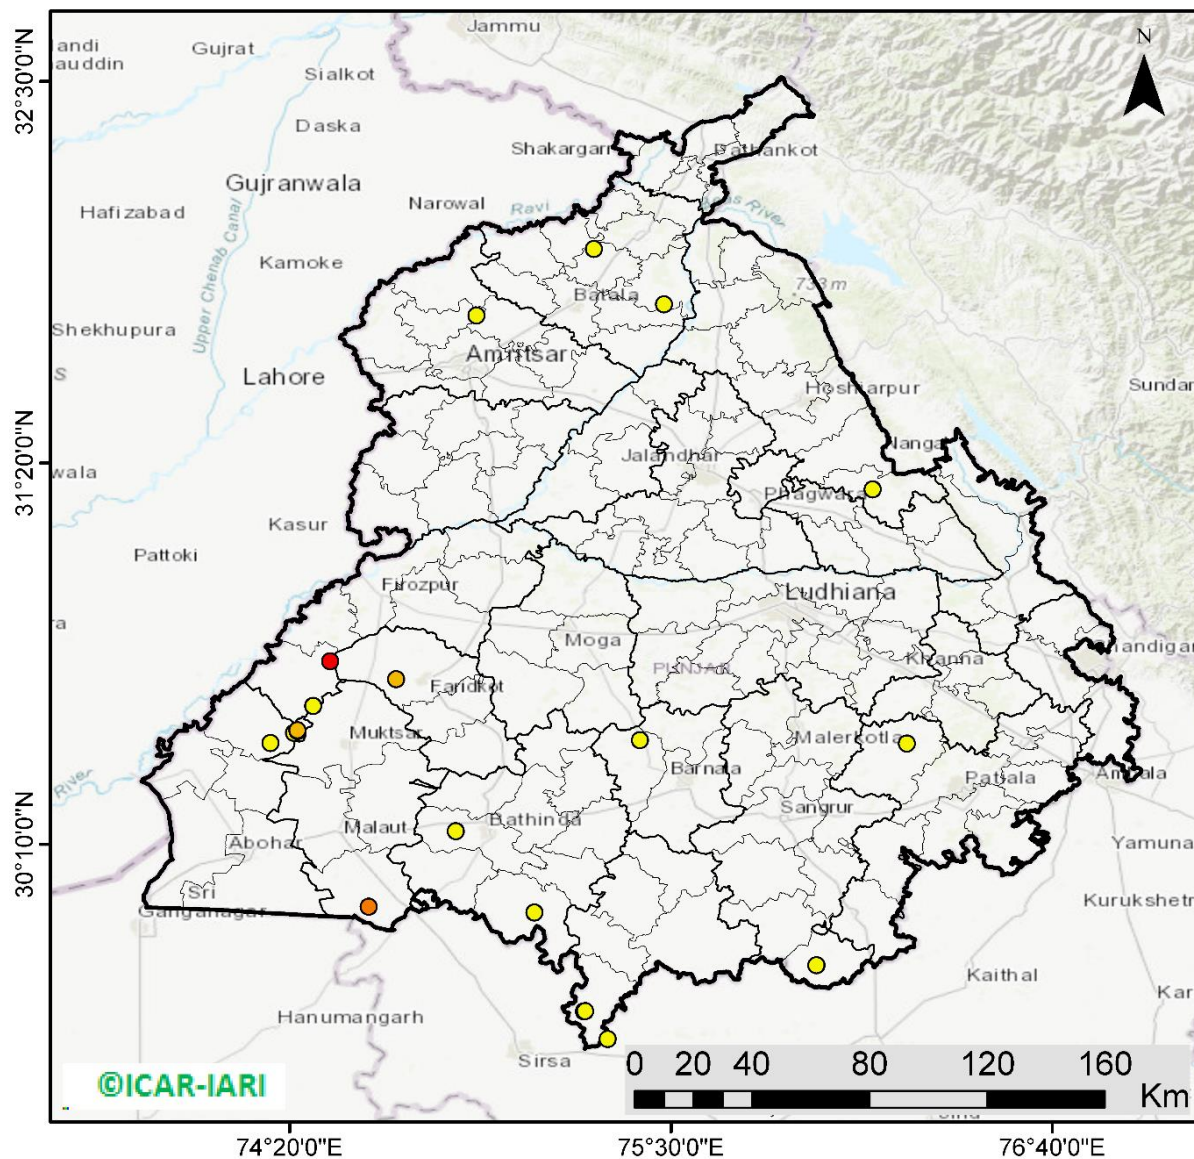 Jammu
andi
auddin
Gujrat
Sialkot
Daska
Shakargarh
Pathankot
Gujranwala
Hafizabad
Narowal
Ravi
River
Upper Chenab Canal
Kamoke
733 m
Batala
Shekhupura
Amritsar
S
Lahore
Hoshiarpur
Sundar
Nangal
Jalandhar
wala
Phagwara
Kasur
Pattoki
Firozpur
Ludhiana
ra
Moga
Chandigar
Khanna
PUNJAB
Faridkot
Muktsar
Malerkotla
Barnala
Patiala
Ambala
River
Sangrur
Bathinda
Malaut
Abohar
Yamuna
Sri
Ganganagar
Kurukshetr
Kaithal
Kar
Hanumangarh
Sirsa
N
32°30'0"N
31°20'0"N
30°10'0"N
©ICAR-IARI
0 20 40 80 120 160
Km
74°20'0"E 75°30'0"E 76°40'0"E